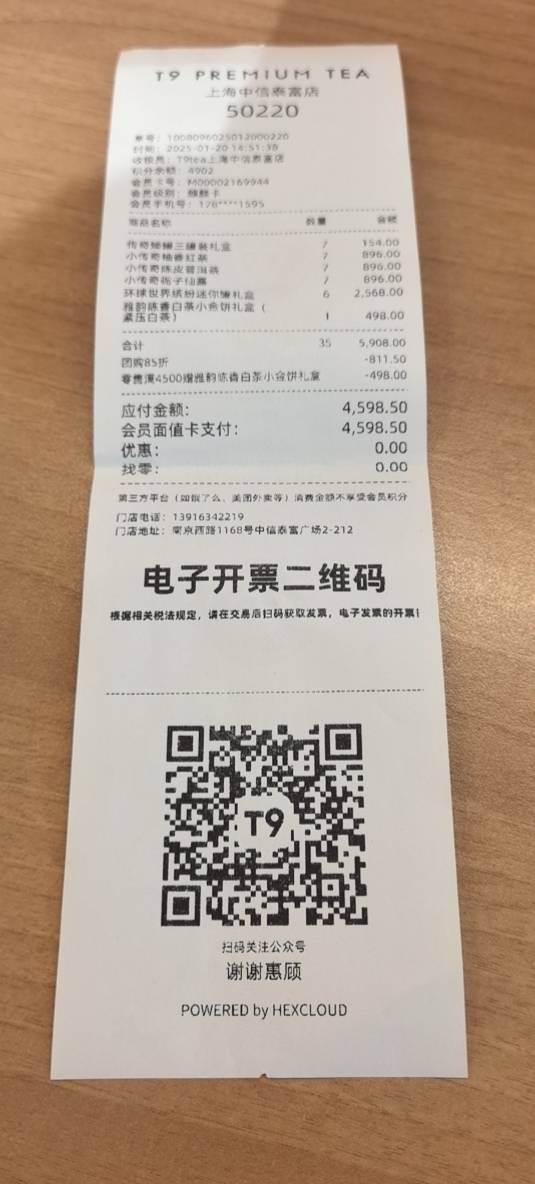 T9 PREMIUM TEA
上海中信泰富店
50220
单号：1008096025012000220
时间：2025-01-20 14:51:38
收银员：T9tea上海中信泰富店
积分余额：4902
会员卡号：M00002169944
会员级别：麒麟卡
会员手机号：178****1595
商品名称 数量 金额
传奇臻罐三罐装礼盒 7 154.00
小传奇柚香红茶 7 896.00
小传奇陈皮普洱茶 7 896.00
小传奇栀子仙露 7 896.00
环球世界缤纷迷你罐礼盒 6 2,568.00
雅韵陈香白茶小金饼礼盒（
紧压白茶） 1 498.00
合计 35 5,908.00
团购85折 -811.50
零售满4500赠雅韵陈香白茶小金饼礼盒 -498.00
应付金额： 4,598.50
会员面值卡支付： 4,598.50
优惠： 0.00
找零： 0.00
第三方平台（如饿了么、美团外卖等）消费金额不享受会员积分
门店电话：13916342219
门店地址：南京西路1168号中信泰富广场2-212
电子开票二维码
根据相关税法规定，请在交易后扫码获取发票，电子发票的开票
T9
扫码关注公众号
谢谢惠顾
POWERED by HEXCLOUD